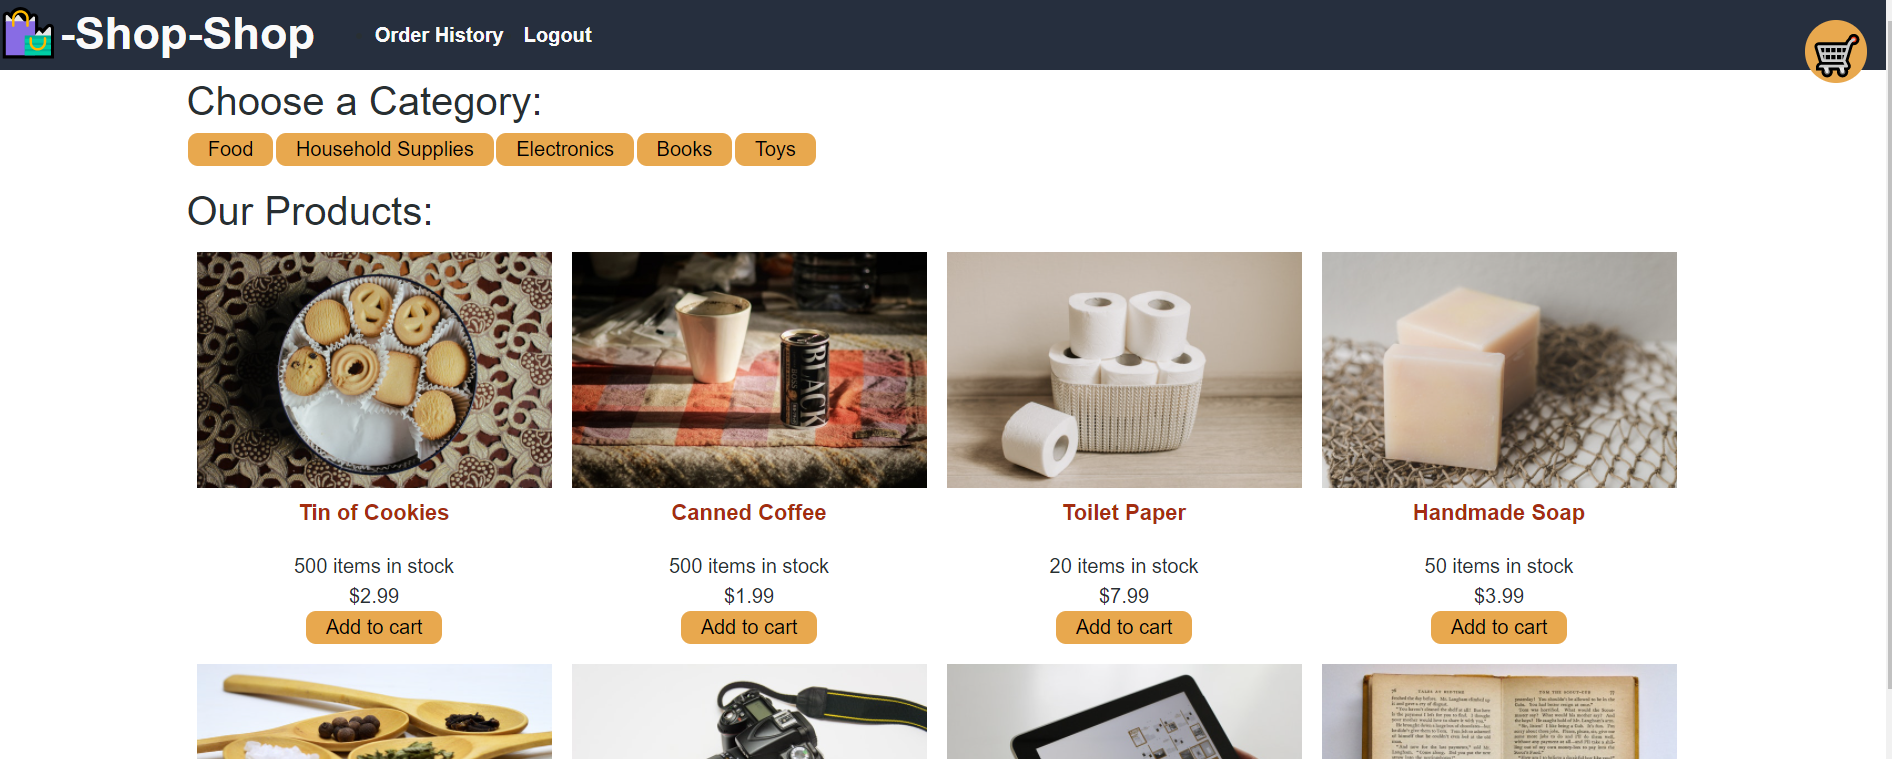 -Shop-Shop
Order History
Logout
Choose a Category:
Food
Household Supplies
Electronics
Books
Toys
Our Products:
BLACK
BOSS
Tin of Cookies
Canned Coffee
Toilet Paper
Handmade Soap
500 items in stock
500 items in stock
20 items in stock
50 items in stock
$2.99
$1.99
$7.99
$3.99
Add to cart
Add to cart
Add to cart
Add to cart